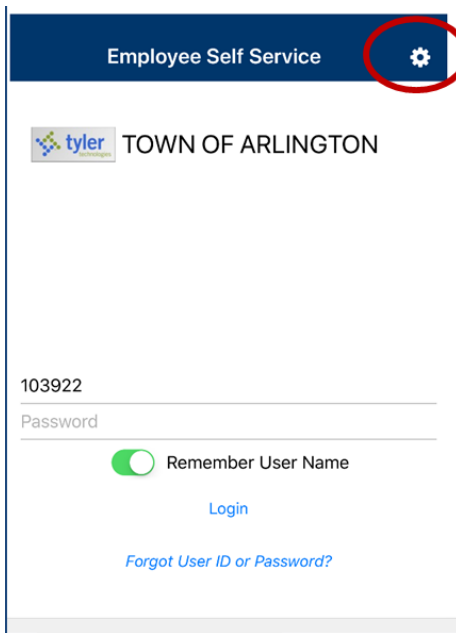 Employee Self Service
tyler
technologies
TOWN OF ARLINGTON
103922
Password
Remember User Name
Login
Forgot User ID or Password?